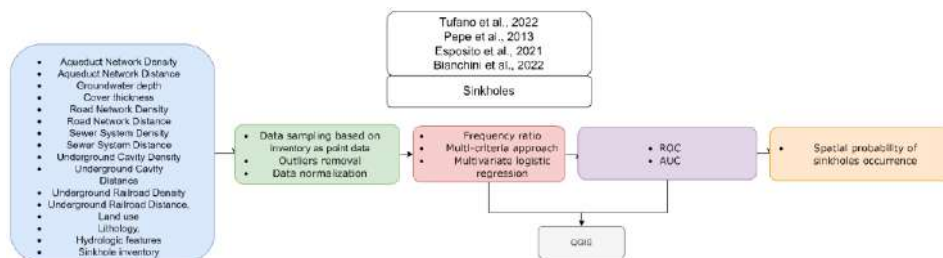 Tufano et al., 2022
Pepe et al., 2013
Esposito et al., 2021
Bianchini et al., 2022
Sinkholes
Aqueduct Network Density
Aqueduct Network Distance
Groundwater depth
Cover thickness
Road Network Density
Road Network Distance
Sewer System Density
Sewer System Distance
Underground Cavity Density
Underground Cavity
Distance
Underground Railroad Density
Underground Railroad Distance,
Land use
Lithology,
Hydrologic features
Sinkhole inventory
Data sampling based on
inventory as point data
Outliers removal
Data normalization
Frequency ratio
Multi-criteria approach
Multivariate logistic
regression
ROC
AUC
Spatial probability of
sinkholes occurrence
QGIS